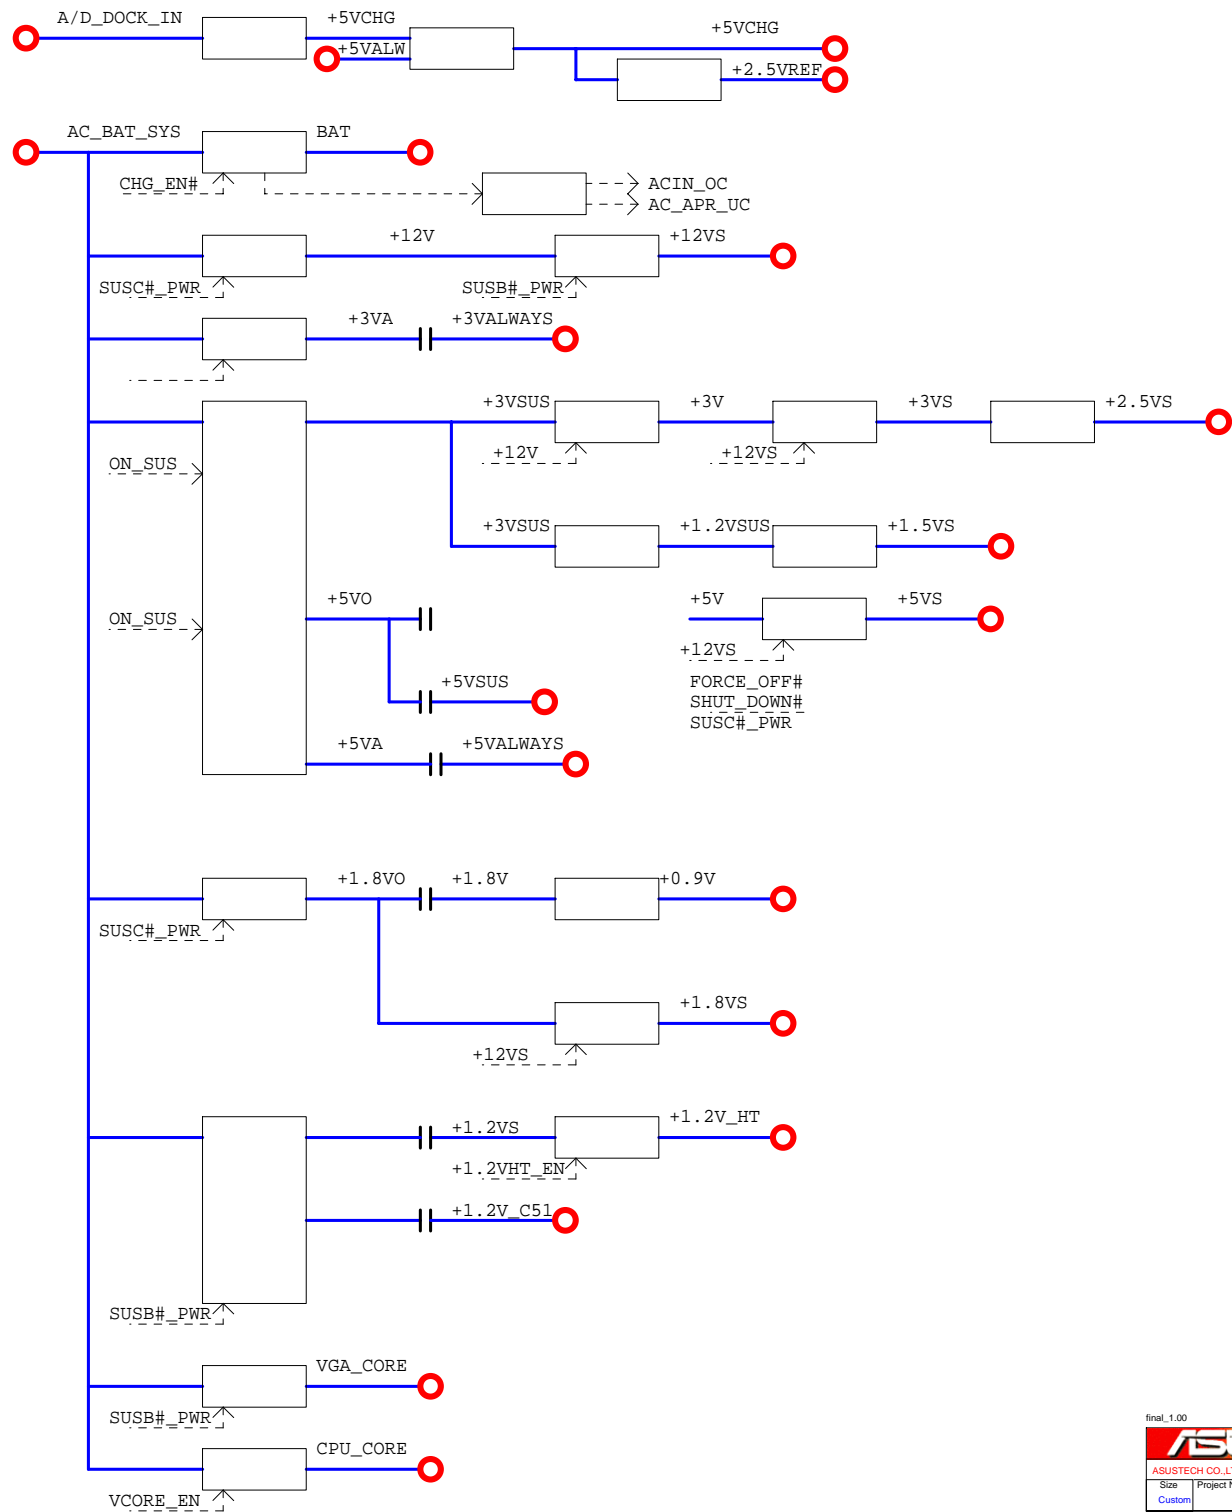 A/D_DOCK_IN
+5VCHG
+5VCHG
+5VALW
+2.5VREF
AC_BAT_SYS
BAT
CHG_EN#
ACIN_OC
AC_APR_UC
+12V
+12VS
SUSC#_PWR
SUSB#_PWR
+3VA
+3VALWAYS
+3VSUS
+3V
+3VS
+2.5VS
+12V
+12VS
ON_SUS
+3VSUS
+1.2VSUS
+1.5VS
+5VO
+5V
+5VS
ON_SUS
+12VS
FORCE_OFF#
SHUT_DOWN#
SUSC#_PWR
+5VSUS
+5VA
+5VALWAYS
+1.8VO
+1.8V
+0.9V
SUSC#_PWR
+1.8VS
+12VS
+1.2VS
+1.2V_HT
+1.2VHT_EN
+1.2V_C51
SUSB#_PWR
VGA_CORE
SUSB#_PWR
CPU_CORE
VCORE_EN
final_1.00
ASUSTECH CO.,L
Size
Project
Custom